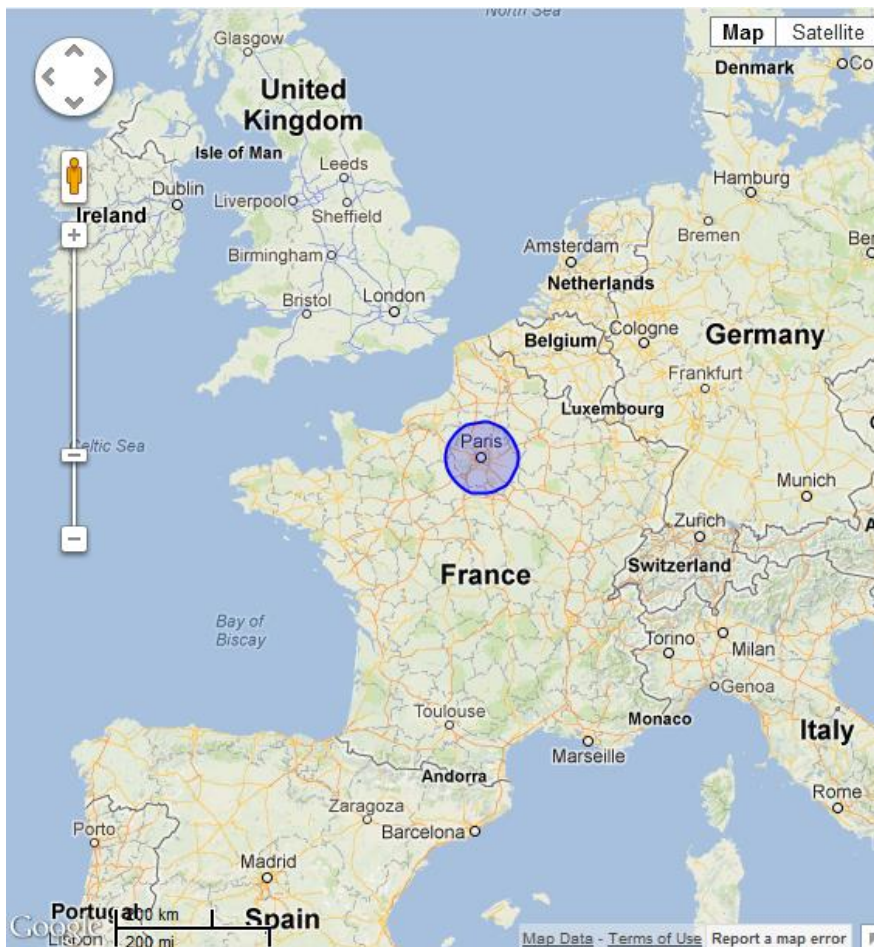 North Sea
Glasgow
Map
Satellite
Denmark
United
Kingdom
Isle of Man
Leeds
Hamburg
Dublin
Liverpool
Ireland
Sheffield
Bremen
Amsterdam
Birmingham
Netherlands
Bristol
London
Cologne
Belgium
Germany
Frankfurt
Luxembourg
Celtic Sea
Paris
Munich
Zurich
Switzerland
France
Bay of
Biscay
Torino
Milan
Genoa
Toulouse
Monaco
Italy
Marseille
Andorra
Rome
Zaragoza
Porto
Barcelona
Madrid
Google
Portugal
200 km
Spain
Lisbon
200 mi
Map Data - Terms of Use
Report a map error